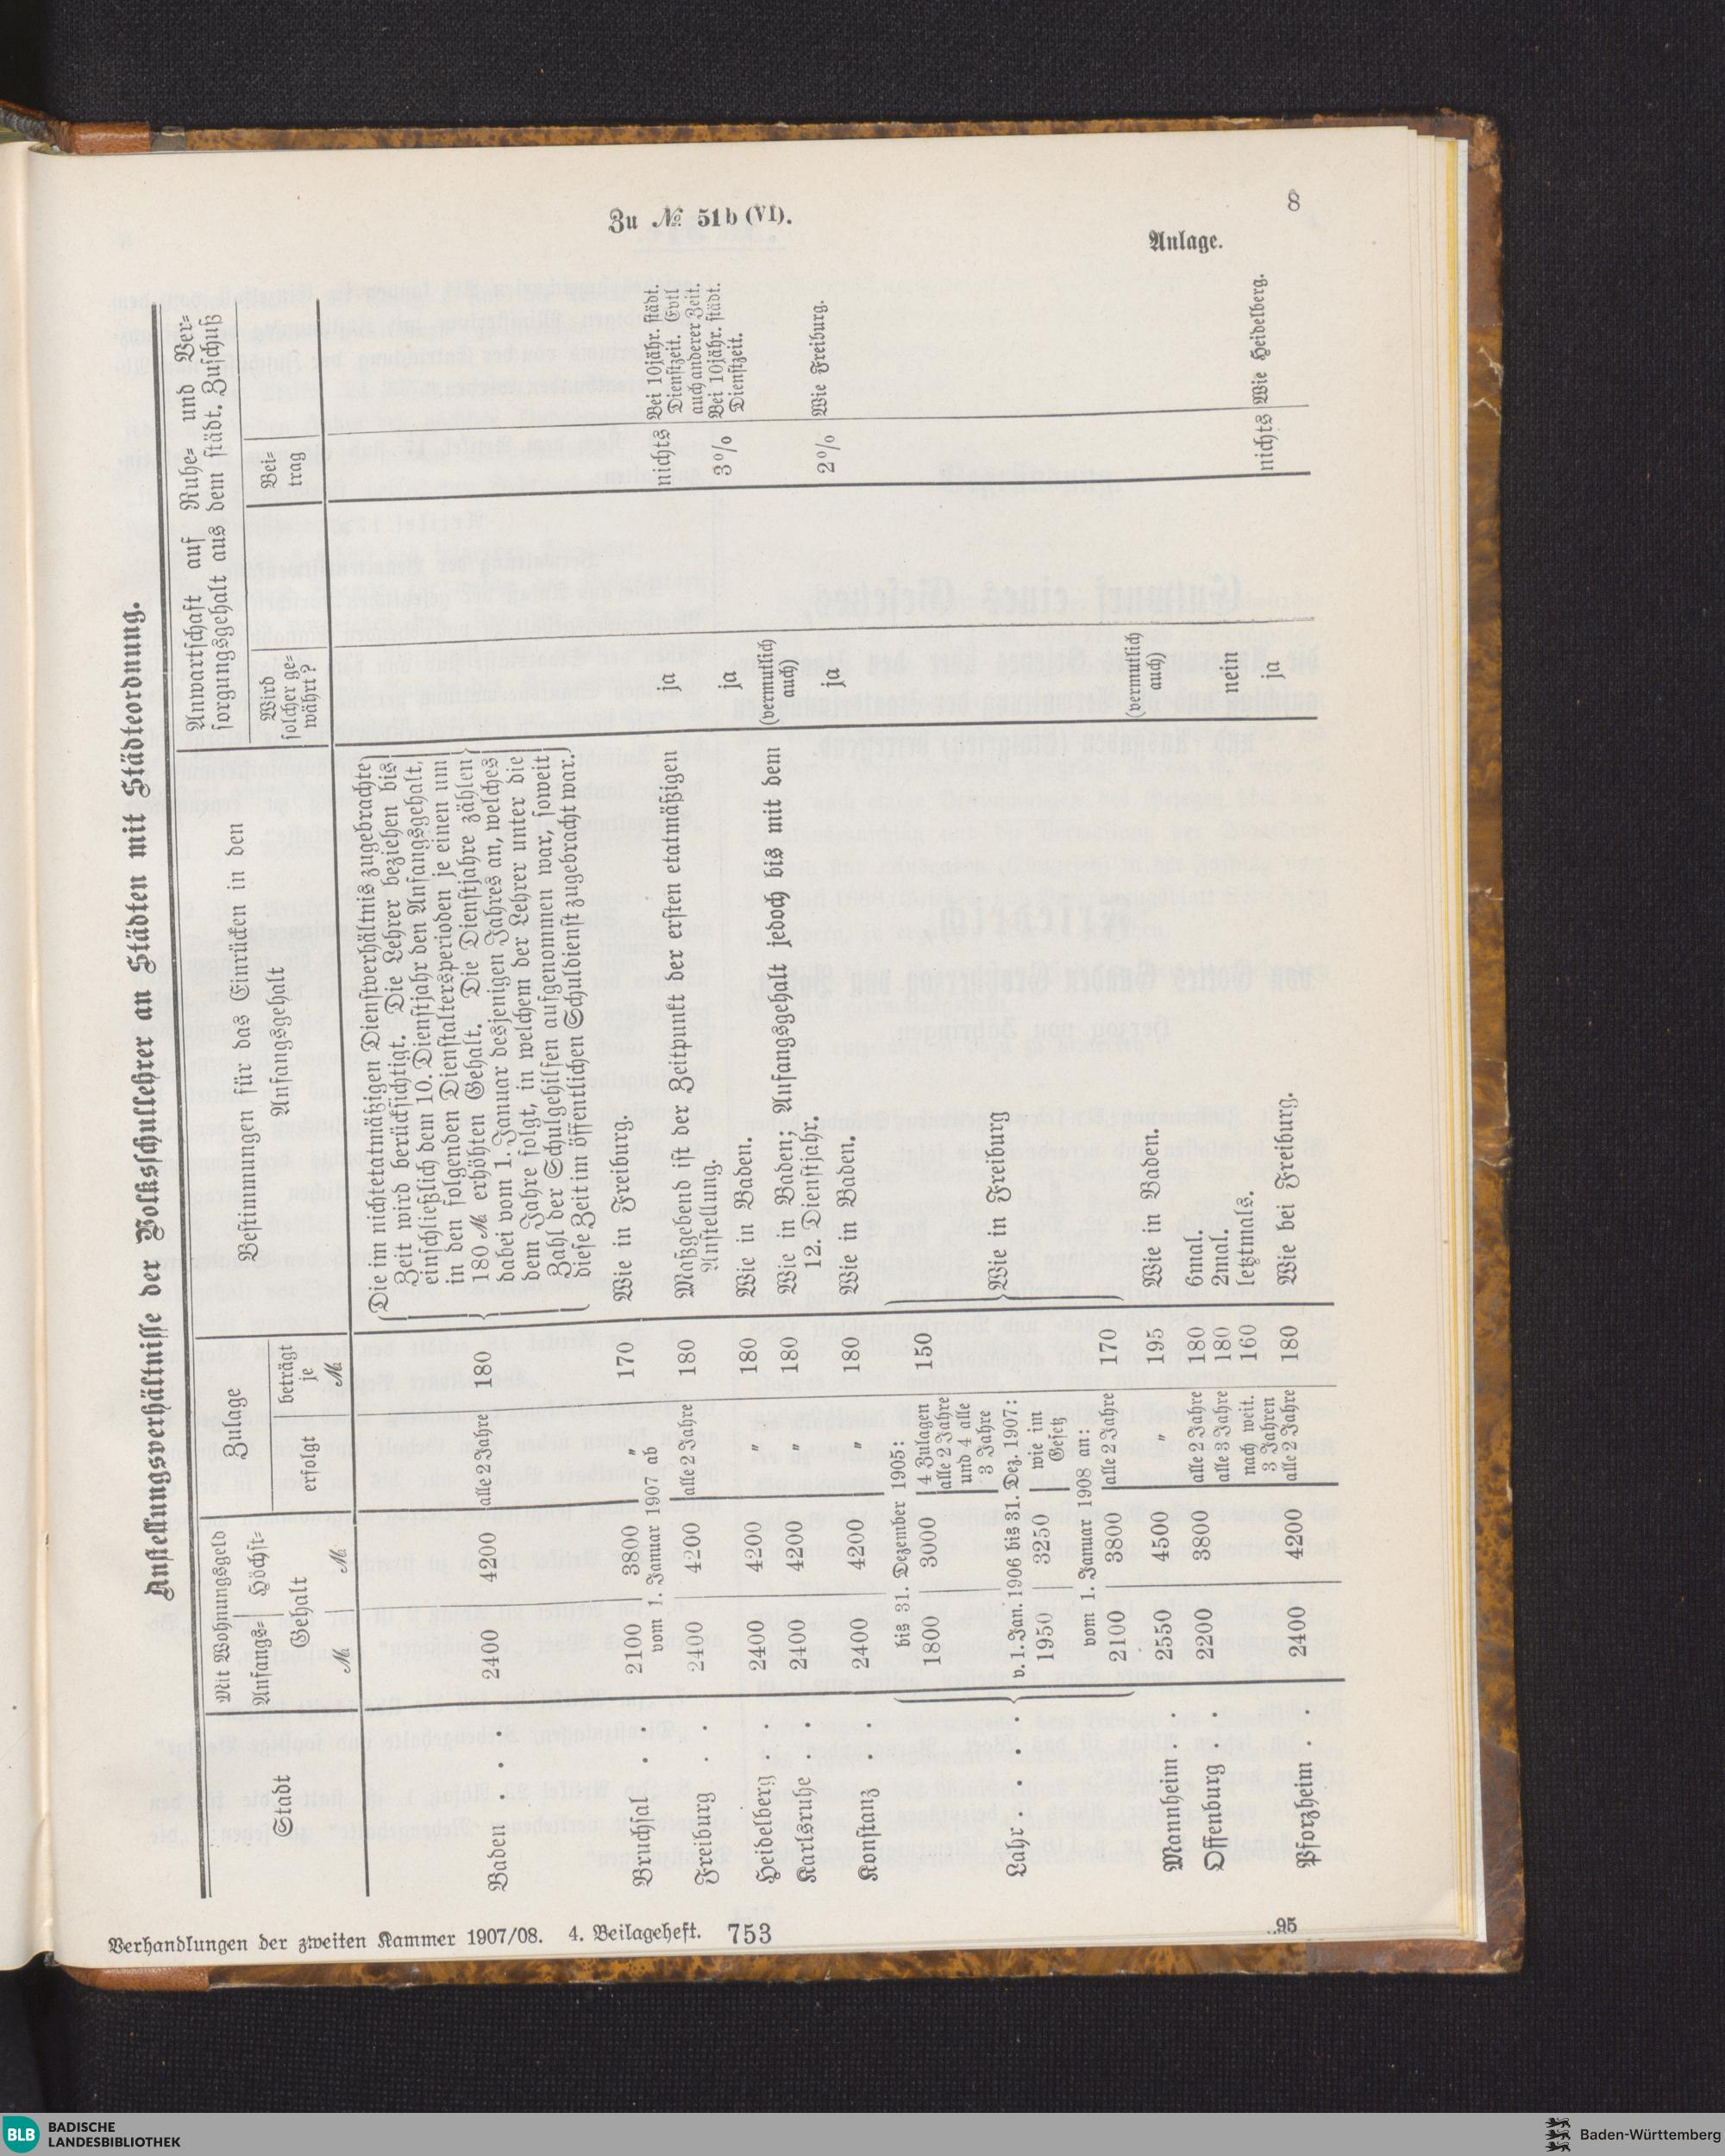 Zu № 51b (VI).
8
Anlage.
Anstellungsverhältnisse der Volksschullehrer an Städten mit Städteordnung.
Stadt
Mit Wohnungsgeld
Anfangs- Höchst-
Gehalt
ℳ ℳ
Zulage
erfolgt
beträgt
je
ℳ
Bestimmungen für das Einrücken in den
Anfangsgehalt
Anwartschaft auf Ruhe- und Ver-
sorgungsgehalt aus dem städt. Zuschuß
Wird
solcher ge-
währt?
Bei-
trag
Baden . . . 2400 4200 alle 2 Jahre 180
Die im nichtetatmäßigen Dienstverhältnis zugebrachte
Zeit wird berücksichtigt. Die Lehrer beziehen bis
einschließlich dem 10. Dienstjahr den Anfangsgehalt,
in den folgenden Dienstaltersperioden je einen um
180 ℳ erhöhten Gehalt. Die Dienstjahre zählen
dabei vom 1. Januar desjenigen Jahres an, welches
dem Jahre folgt, in welchem der Lehrer unter die
Zahl der Schulgehilfen aufgenommen war, soweit
diese Zeit im öffentlichen Schuldienst zugebracht war.
Bruchsal . . 2100 3800 „ 170 Wie in Freiburg.
vom 1. Januar 1907 ab
Freiburg . . 2400 4200 alle 2 Jahre 180 Maßgebend ist der Zeitpunkt der ersten etatmäßigen
Anstellung.
ja nichts Bei 10jähr. städt.
Dienstzeit. Evtl
auch anderer Zeit.
Heidelberg . . 2400 4200 „ 180 Wie in Baden. ja 3% Bei 10jähr. städt.
Dienstzeit.
Karlsruhe . . 2400 4200 „ 180 Wie in Baden; Anfangsgehalt jedoch bis mit dem
12. Dienstjahr.
(vermutlich
auch)
Konstanz . . 2400 4200 „ 180 Wie in Baden. ja 2% Wie Freiburg.
Lahr . . . .
bis 31. Dezember 1905:
1800 3000 4 Zulagen
alle 2 Jahre
und 4 alle
3 Jahre
150
v. 1. Jan. 1906 bis 31. Dez. 1907:
1950 3250 wie im
Gesetz
vom 1. Januar 1908 an:
2100 3800 alle 2 Jahre 170
Wie in Freiburg
Mannheim . . 2550 4500 „ 195 Wie in Baden. (vermutlich
auch)
Offenburg . . 2200 3800 alle 2 Jahre 180 6mal. nein
alle 3 Jahre 180 2mal.
nach weit.
3 Jahren
160 letztmals.
Pforzheim . . 2400 4200 alle 2 Jahre 180 Wie bei Freiburg. ja nichts Wie Heidelberg.
Verhandlungen der zweiten Kammer 1907/08. 4. Beilageheft. 753
95
BLB BADISCHE
LANDESBIBLIOTHEK
Baden-Württemberg